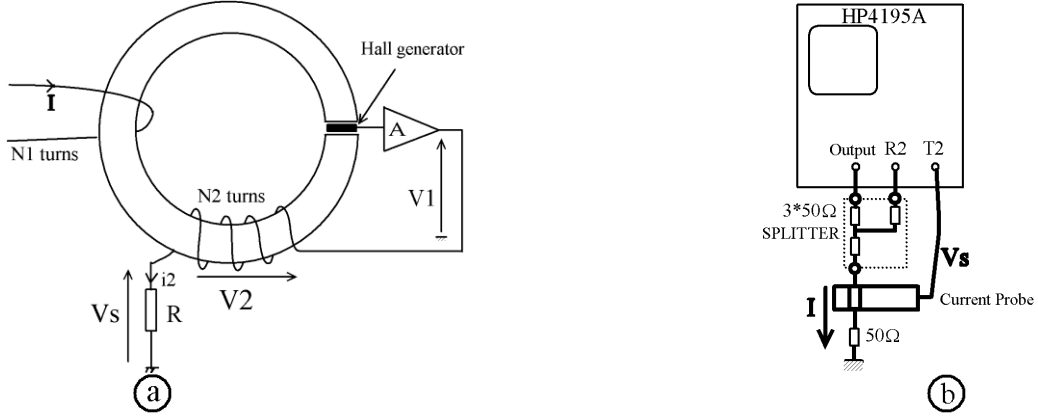 Hall generator
I
A
N1 turns
N2 turns
V1
V2
i2
Vs
R
a
HP4195A
Output R2 T2
3*50Ω
SPLITTER
Vs
Current Probe
I
50Ω
b